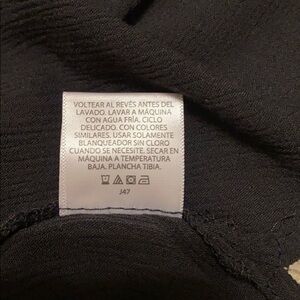 VOLTEAR AL REVÉS ANTES DEL
LAVADO. LAVAR A MÁQUINA
CON AGUA FRÍA. CICLO
DELICADO. CON COLORES
SIMILARES. USAR SOLAMENTE
BLANQUEADOR SIN CLORO
CUANDO SE NECESITE. SECAR EN
MÁQUINA A TEMPERATURA
BAJA. PLANCHA TIBIA.
J47